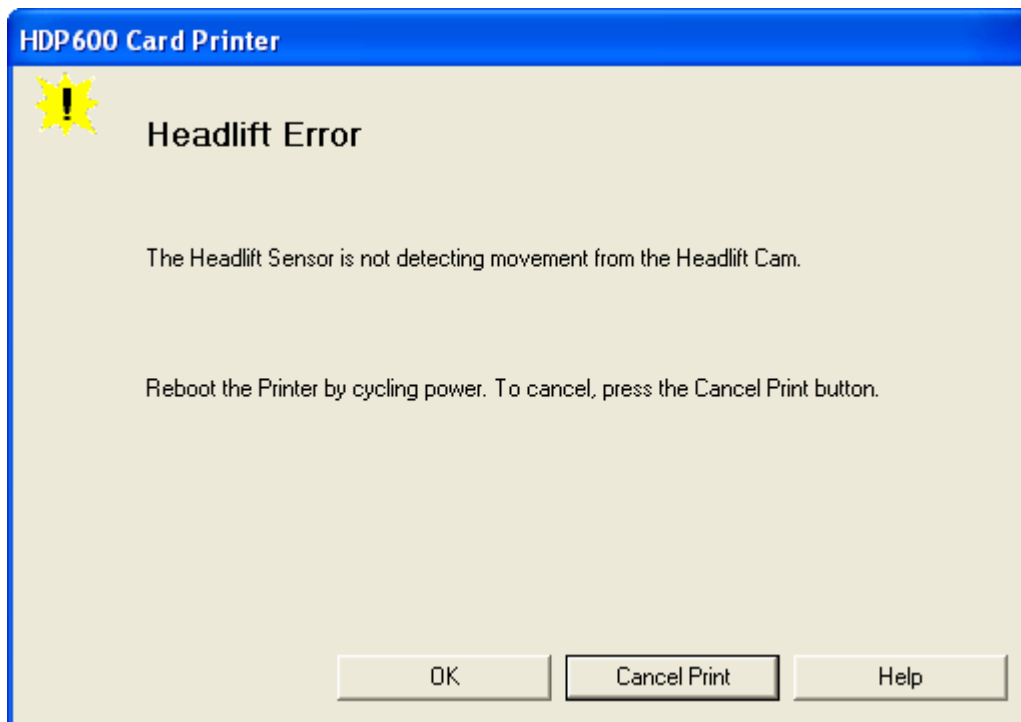 HDP600 Card Printer
!
Headlift Error
The Headlift Sensor is not detecting movement from the Headlift Cam.
Reboot the Printer by cycling power. To cancel, press the Cancel Print button.
OK Cancel Print Help